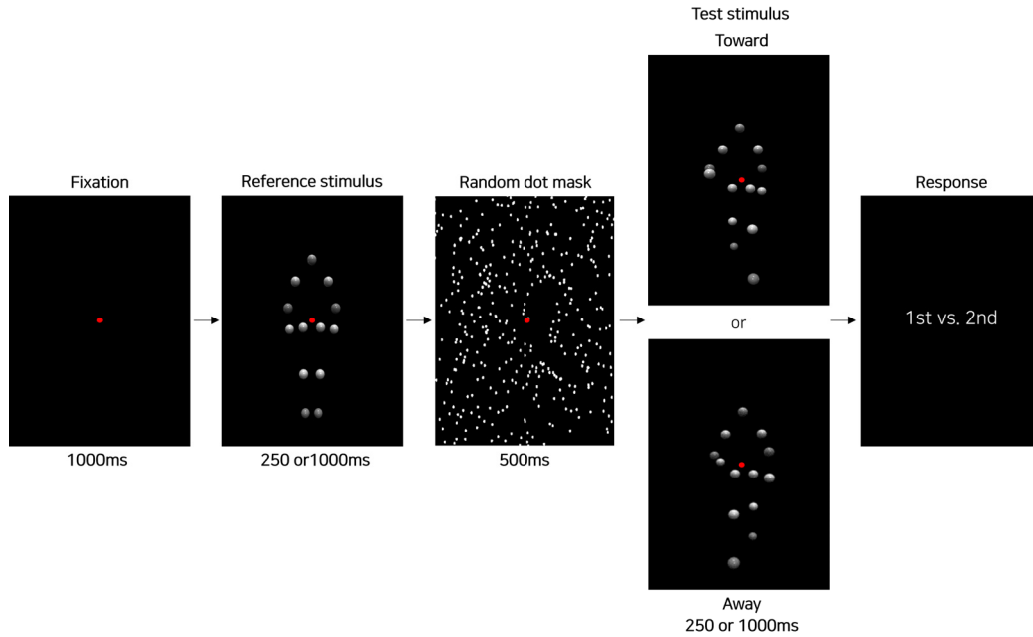 Test stimulus
Toward
Fixation
Reference stimulus
Random dot mask
Response
or
1st vs. 2nd
1000ms
250 or1000ms
500ms
Away
250 or 1000ms